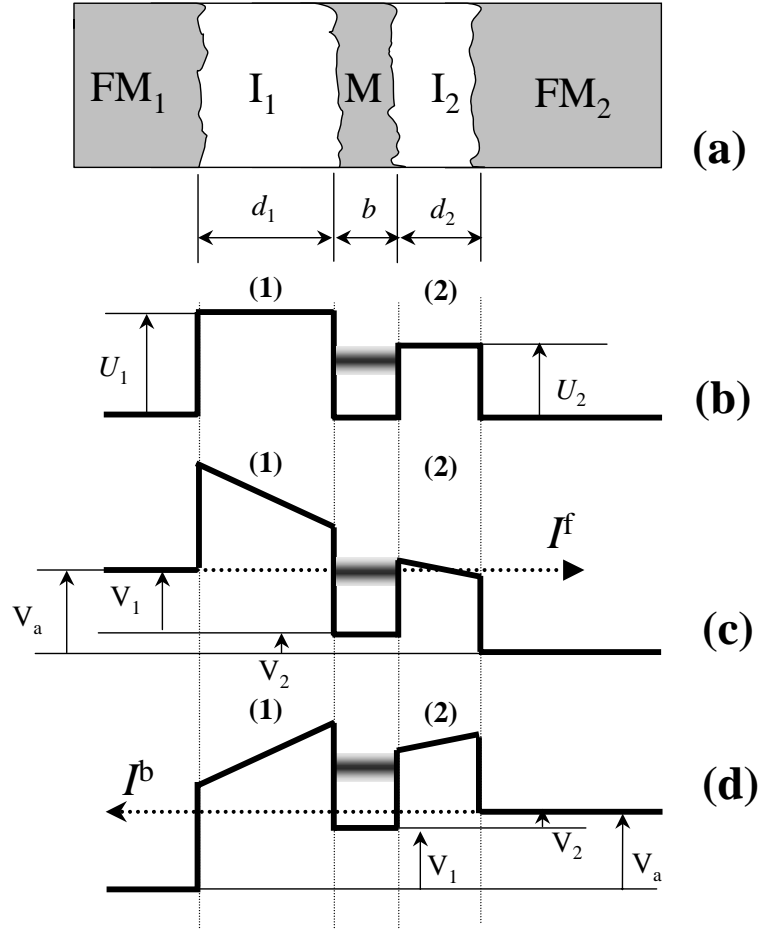 FM₁ I₁ M I₂ FM₂
(a)
d₁ b d₂
(1) (2)
U₁ U₂
(b)
(1) (2)
Iᶠ
V₁
Vₐ
V₂
(c)
(1) (2)
Iᵇ
(d)
V₂
V₁ Vₐ